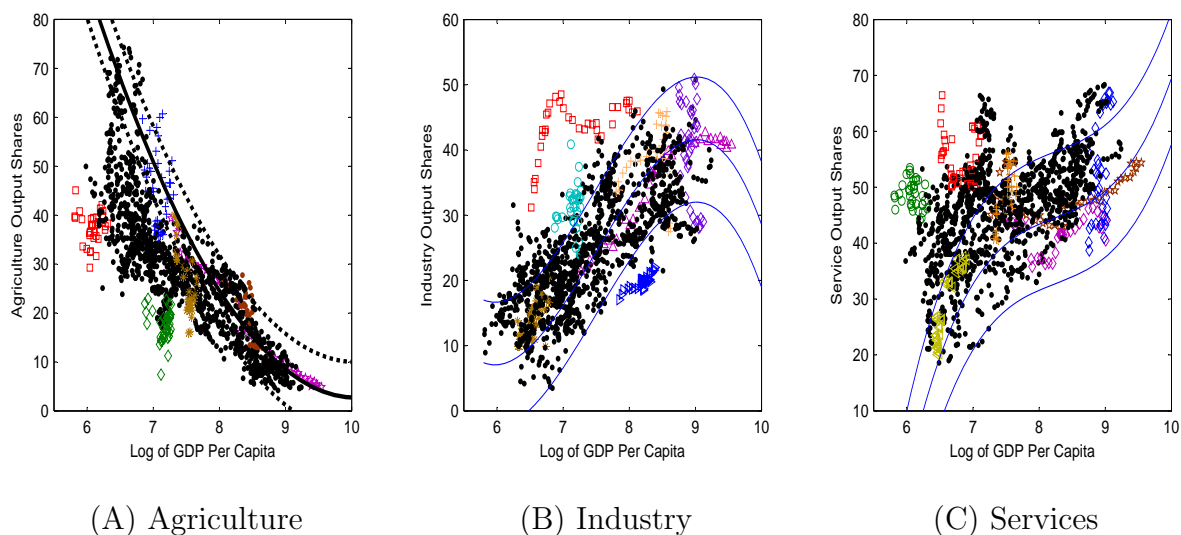 Agriculture Output Shares
80
70
60
50
40
30
20
10
0
6 7 8 9 10
Log of GDP Per Capita
(A) Agriculture
Industry Output Shares
60
50
40
30
20
10
0
6 7 8 9 10
Log of GDP Per Capita
(B) Industry
Service Output Shares
80
70
60
50
40
30
20
10
6 7 8 9 10
Log of GDP Per Capita
(C) Services